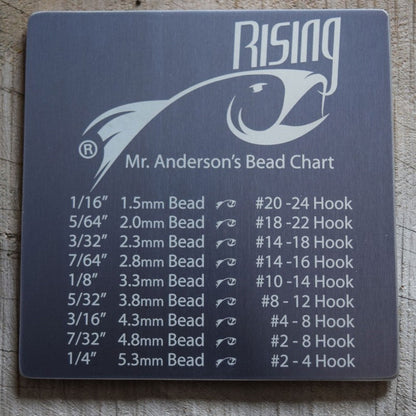 RISING
®
Mr. Anderson's Bead Chart
1/16" 1.5mm Bead #20 -24 Hook
5/64" 2.0mm Bead #18 -22 Hook
3/32" 2.3mm Bead #14 -18 Hook
7/64" 2.8mm Bead #14 -16 Hook
1/8" 3.3mm Bead #10 -14 Hook
5/32" 3.8mm Bead #8 - 12 Hook
3/16" 4.3mm Bead #4 - 8 Hook
7/32" 4.8mm Bead #2 - 8 Hook
1/4" 5.3mm Bead #2 - 4 Hook